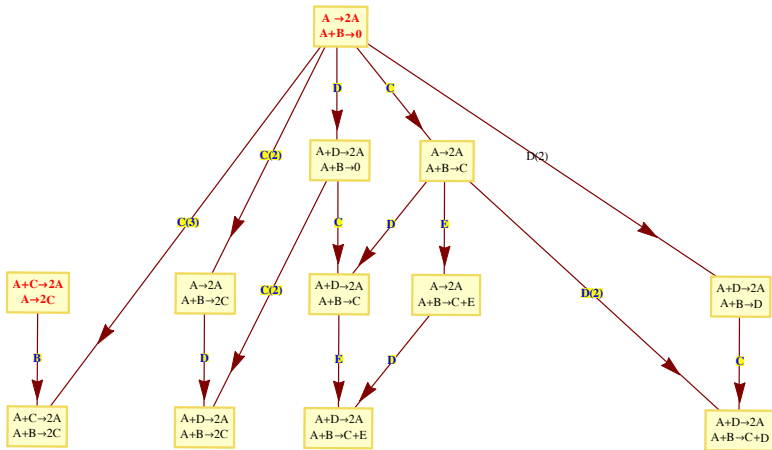 A→2A
A+B→0
D
C
A+D→2A
A+B→0
A→2A
A+B→C
C(2)
D(2)
C(3)
C
D
E
A+C→2A
A→2C
A→2A
A+B→2C
C(2)
A+D→2A
A+B→C
A→2A
A+B→C+E
D(2)
A+D→2A
A+B→D
B
D
E
D
C
A+C→2A
A+B→2C
A+D→2A
A+B→2C
A+D→2A
A+B→C+E
A+D→2A
A+B→C+D